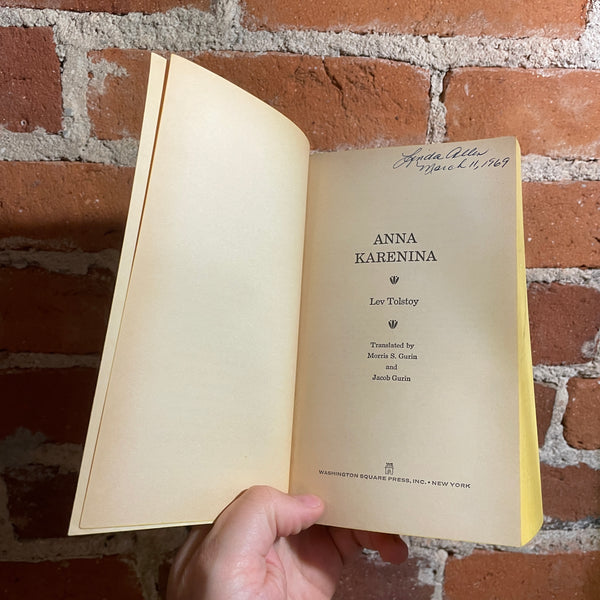 Linda Allen
March 11, 1969
ANNA
KARENINA
Lev Tolstoy
Translated by
Morris S. Gurin
and
Jacob Gurin
WASHINGTON SQUARE PRESS, INC. • NEW YORK